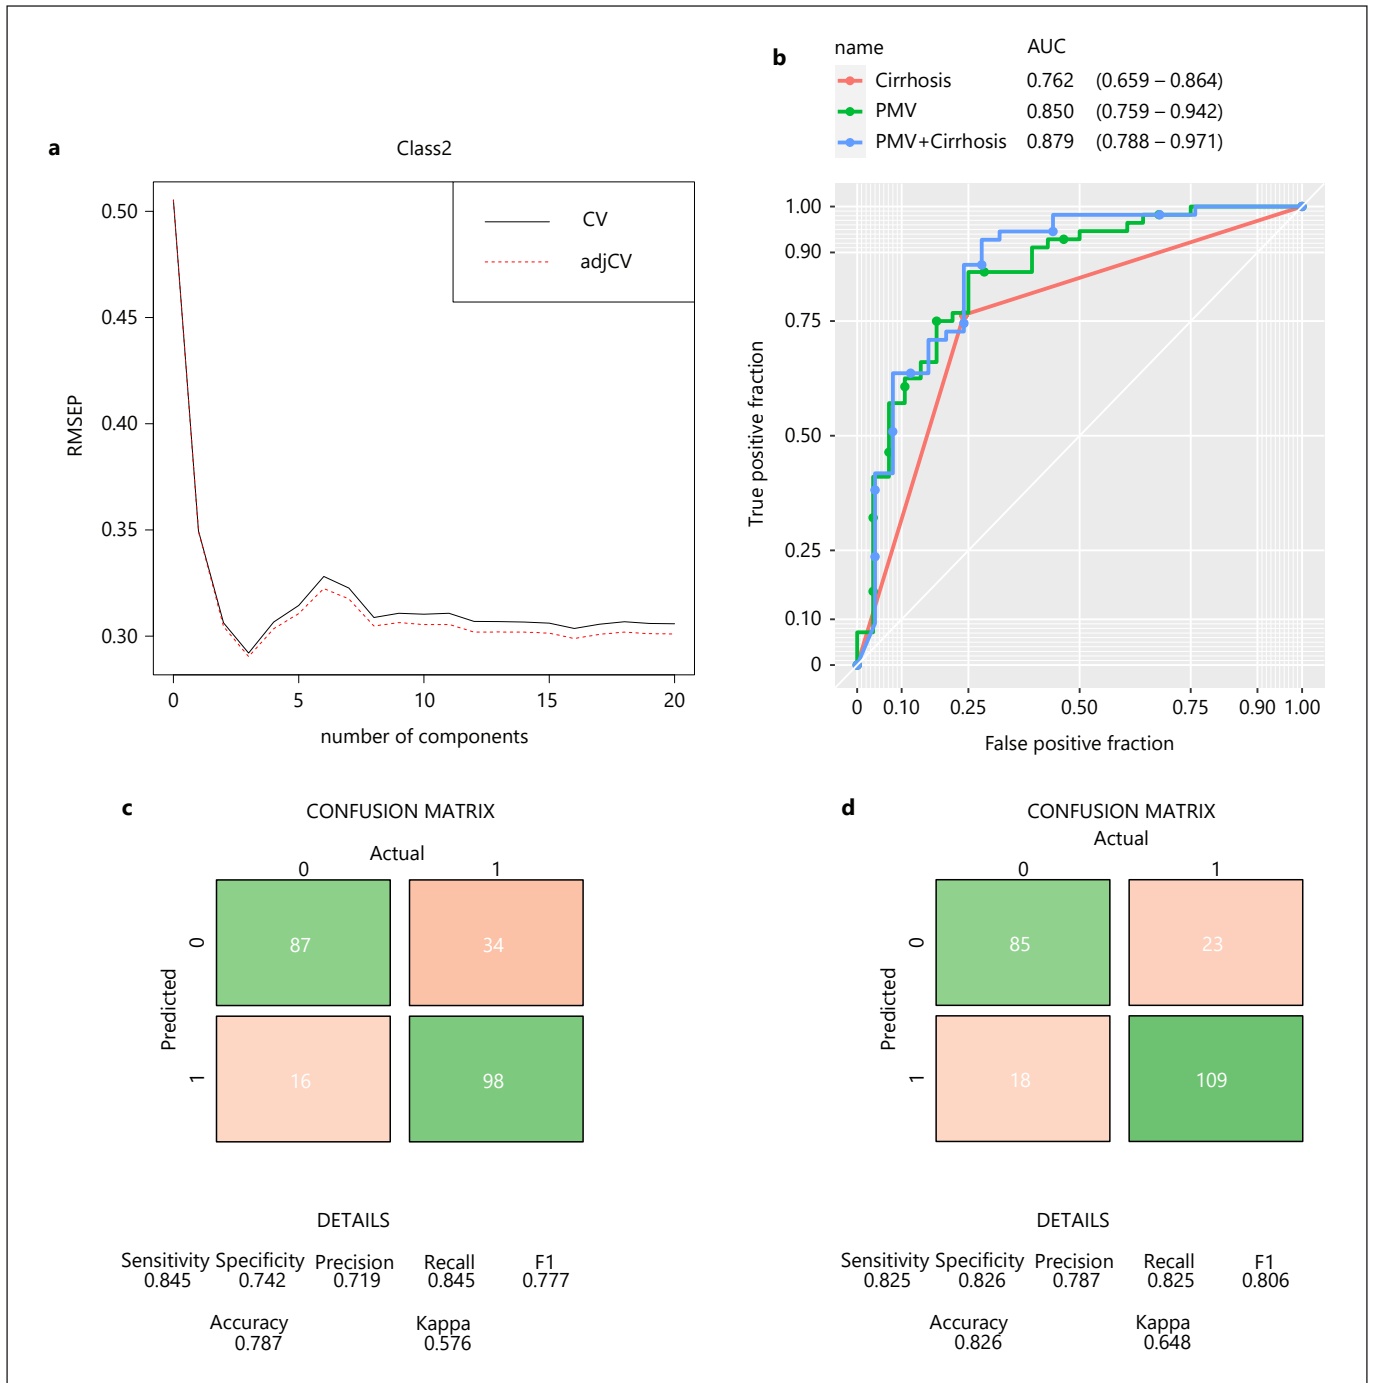 a
Class2
CV
adjCV
0.50
0.45
0.40
0.35
0.30
RMSEP
0 5 10 15 20
number of components
b
name AUC
Cirrhosis 0.762 (0.659 – 0.864)
PMV 0.850 (0.759 – 0.942)
PMV+Cirrhosis 0.879 (0.788 – 0.971)
1.00
0.90
0.75
0.50
0.25
0.10
0
True positive fraction
0 0.10 0.25 0.50 0.75 0.90 1.00
False positive fraction
c
CONFUSION MATRIX
Actual
0 1
Predicted
0
87 34
1
16 98
DETAILS
Sensitivity Specificity Precision Recall F1
0.845 0.742 0.719 0.845 0.777
Accuracy Kappa
0.787 0.576
d
CONFUSION MATRIX
Actual
0 1
Predicted
0
85 23
1
18 109
DETAILS
Sensitivity Specificity Precision Recall F1
0.825 0.826 0.787 0.825 0.806
Accuracy Kappa
0.826 0.648